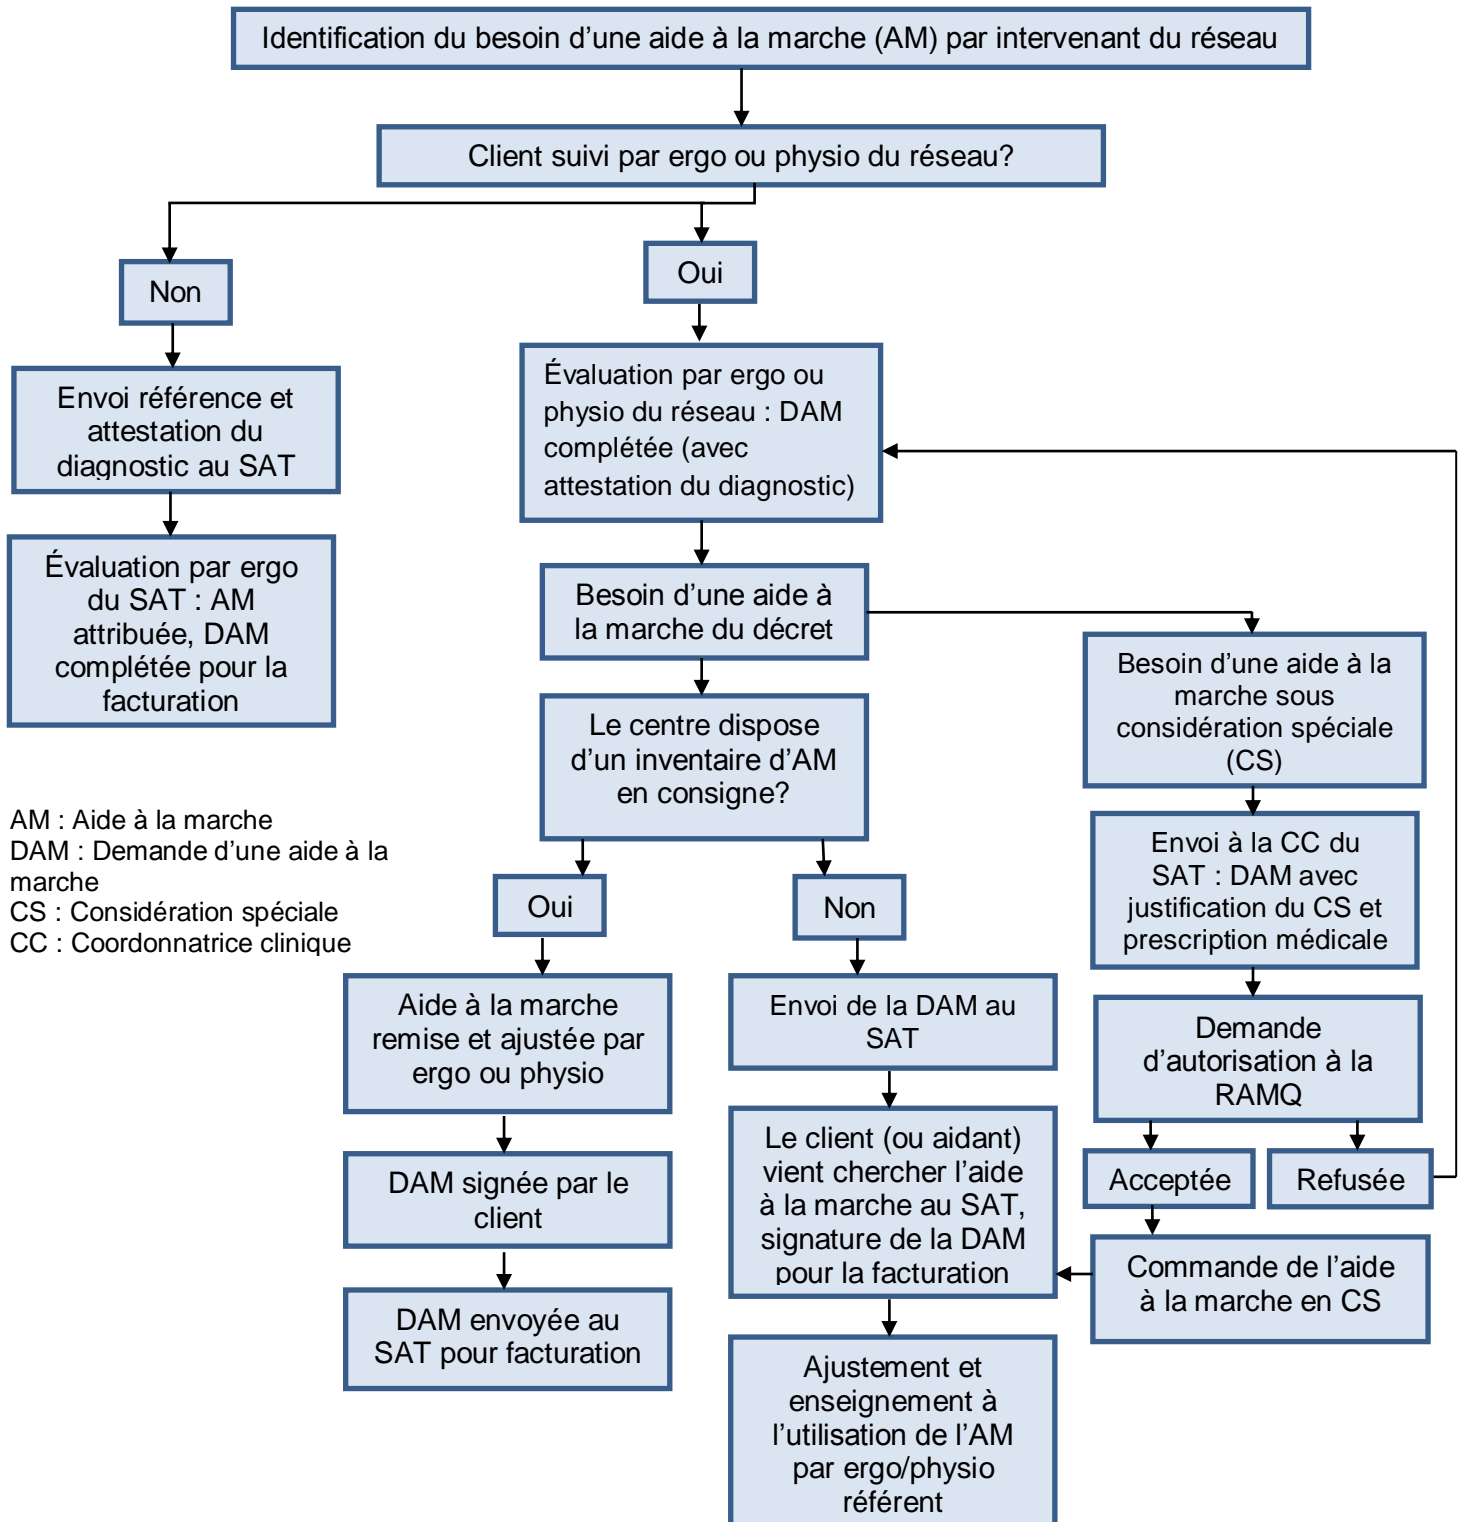 Identification du besoin d’une aide à la marche (AM) par intervenant du réseau
Client suivi par ergo ou physio du réseau?
Non
Oui
Envoi référence et
attestation du
diagnostic au SAT
Évaluation par ergo
du SAT : AM
attribuée, DAM
complétée pour la
facturation
Évaluation par ergo ou
physio du réseau : DAM
complétée (avec
attestation du diagnostic)
Besoin d’une aide à
la marche du décret
Le centre dispose
d’un inventaire d’AM
en consigne?
Besoin d’une aide à la
marche sous
considération spéciale
(CS)
Envoi à la CC du
SAT : DAM avec
justification du CS et
prescription médicale
Demande
d’autorisation à la
RAMQ
Acceptée
Refusée
Commande de l’aide
à la marche en CS
AM : Aide à la marche
DAM : Demande d’une aide à la
marche
CS : Considération spéciale
CC : Coordonnatrice clinique
Oui
Non
Aide à la marche
remise et ajustée par
ergo ou physio
DAM signée par le
client
DAM envoyée au
SAT pour facturation
Envoi de la DAM au
SAT
Le client (ou aidant)
vient chercher l’aide
à la marche au SAT,
signature de la DAM
pour la facturation
Ajustement et
enseignement à
l’utilisation de l’AM
par ergo/physio
référent